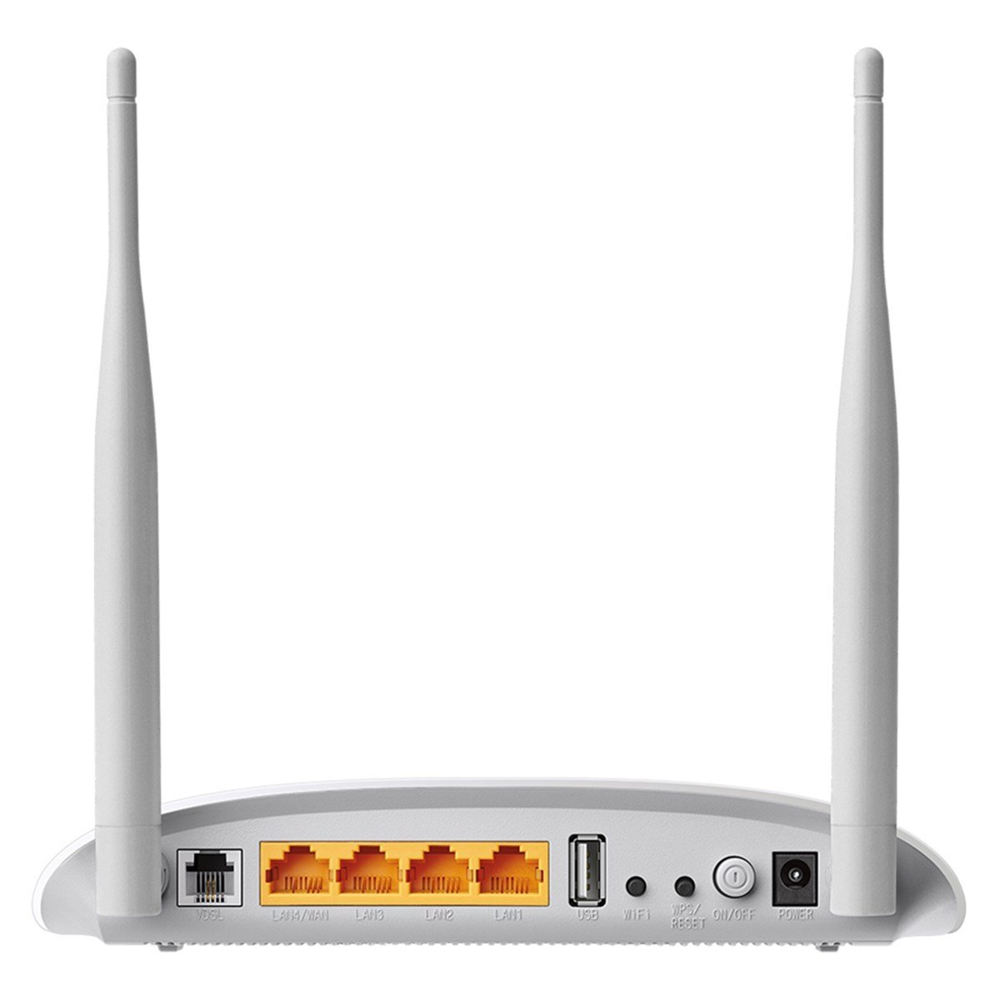 VDSL
LAN4/WAN
LAN3
LAN2
LAN1
USB
WiFi
WPS/
RESET
ON/OFF
POWER